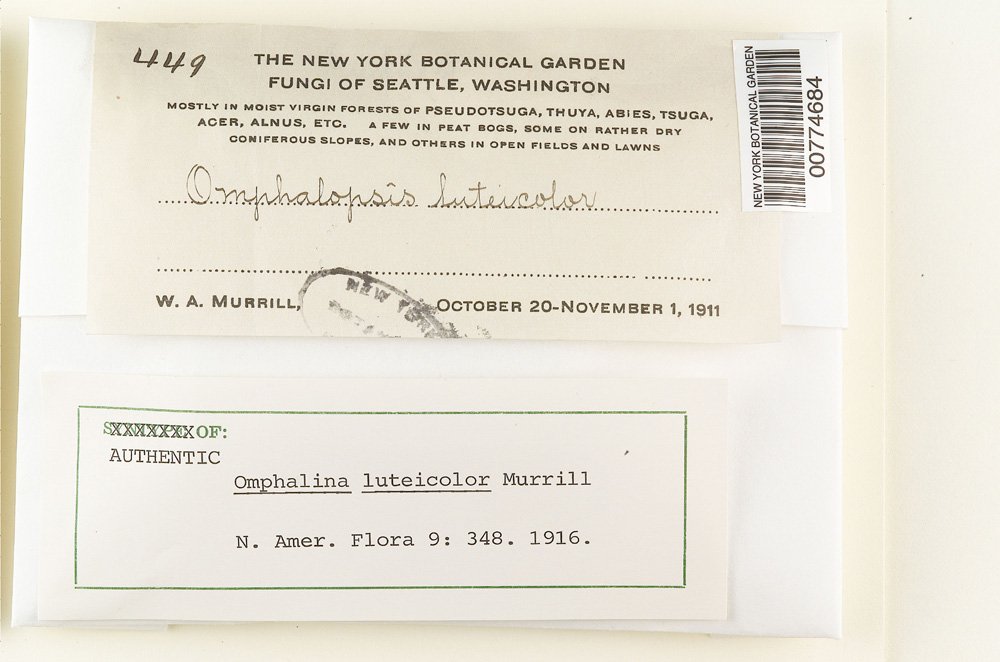 449
THE NEW YORK BOTANICAL GARDEN
FUNGI OF SEATTLE, WASHINGTON
MOSTLY IN MOIST VIRGIN FORESTS OF PSEUDOTSUGA, THUYA, ABIES, TSUGA,
ACER, ALNUS, ETC. A FEW IN PEAT BOGS, SOME ON RATHER DRY
CONIFEROUS SLOPES, AND OTHERS IN OPEN FIELDS AND LAWNS
Omphalopsis luteicolor
W. A. MURRILL, OCTOBER 20-NOVEMBER 1, 1911
NEW YORK
NEW YORK BOTANICAL GARDEN
00774684
OF:
AUTHENTIC
Omphalina luteicolor Murrill
N. Amer. Flora 9: 348. 1916.